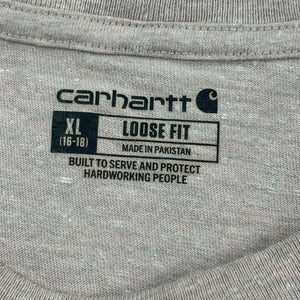 carhartt
XL
(16-18)
LOOSE FIT
MADE IN PAKISTAN
BUILT TO SERVE AND PROTECT
HARDWORKING PEOPLE